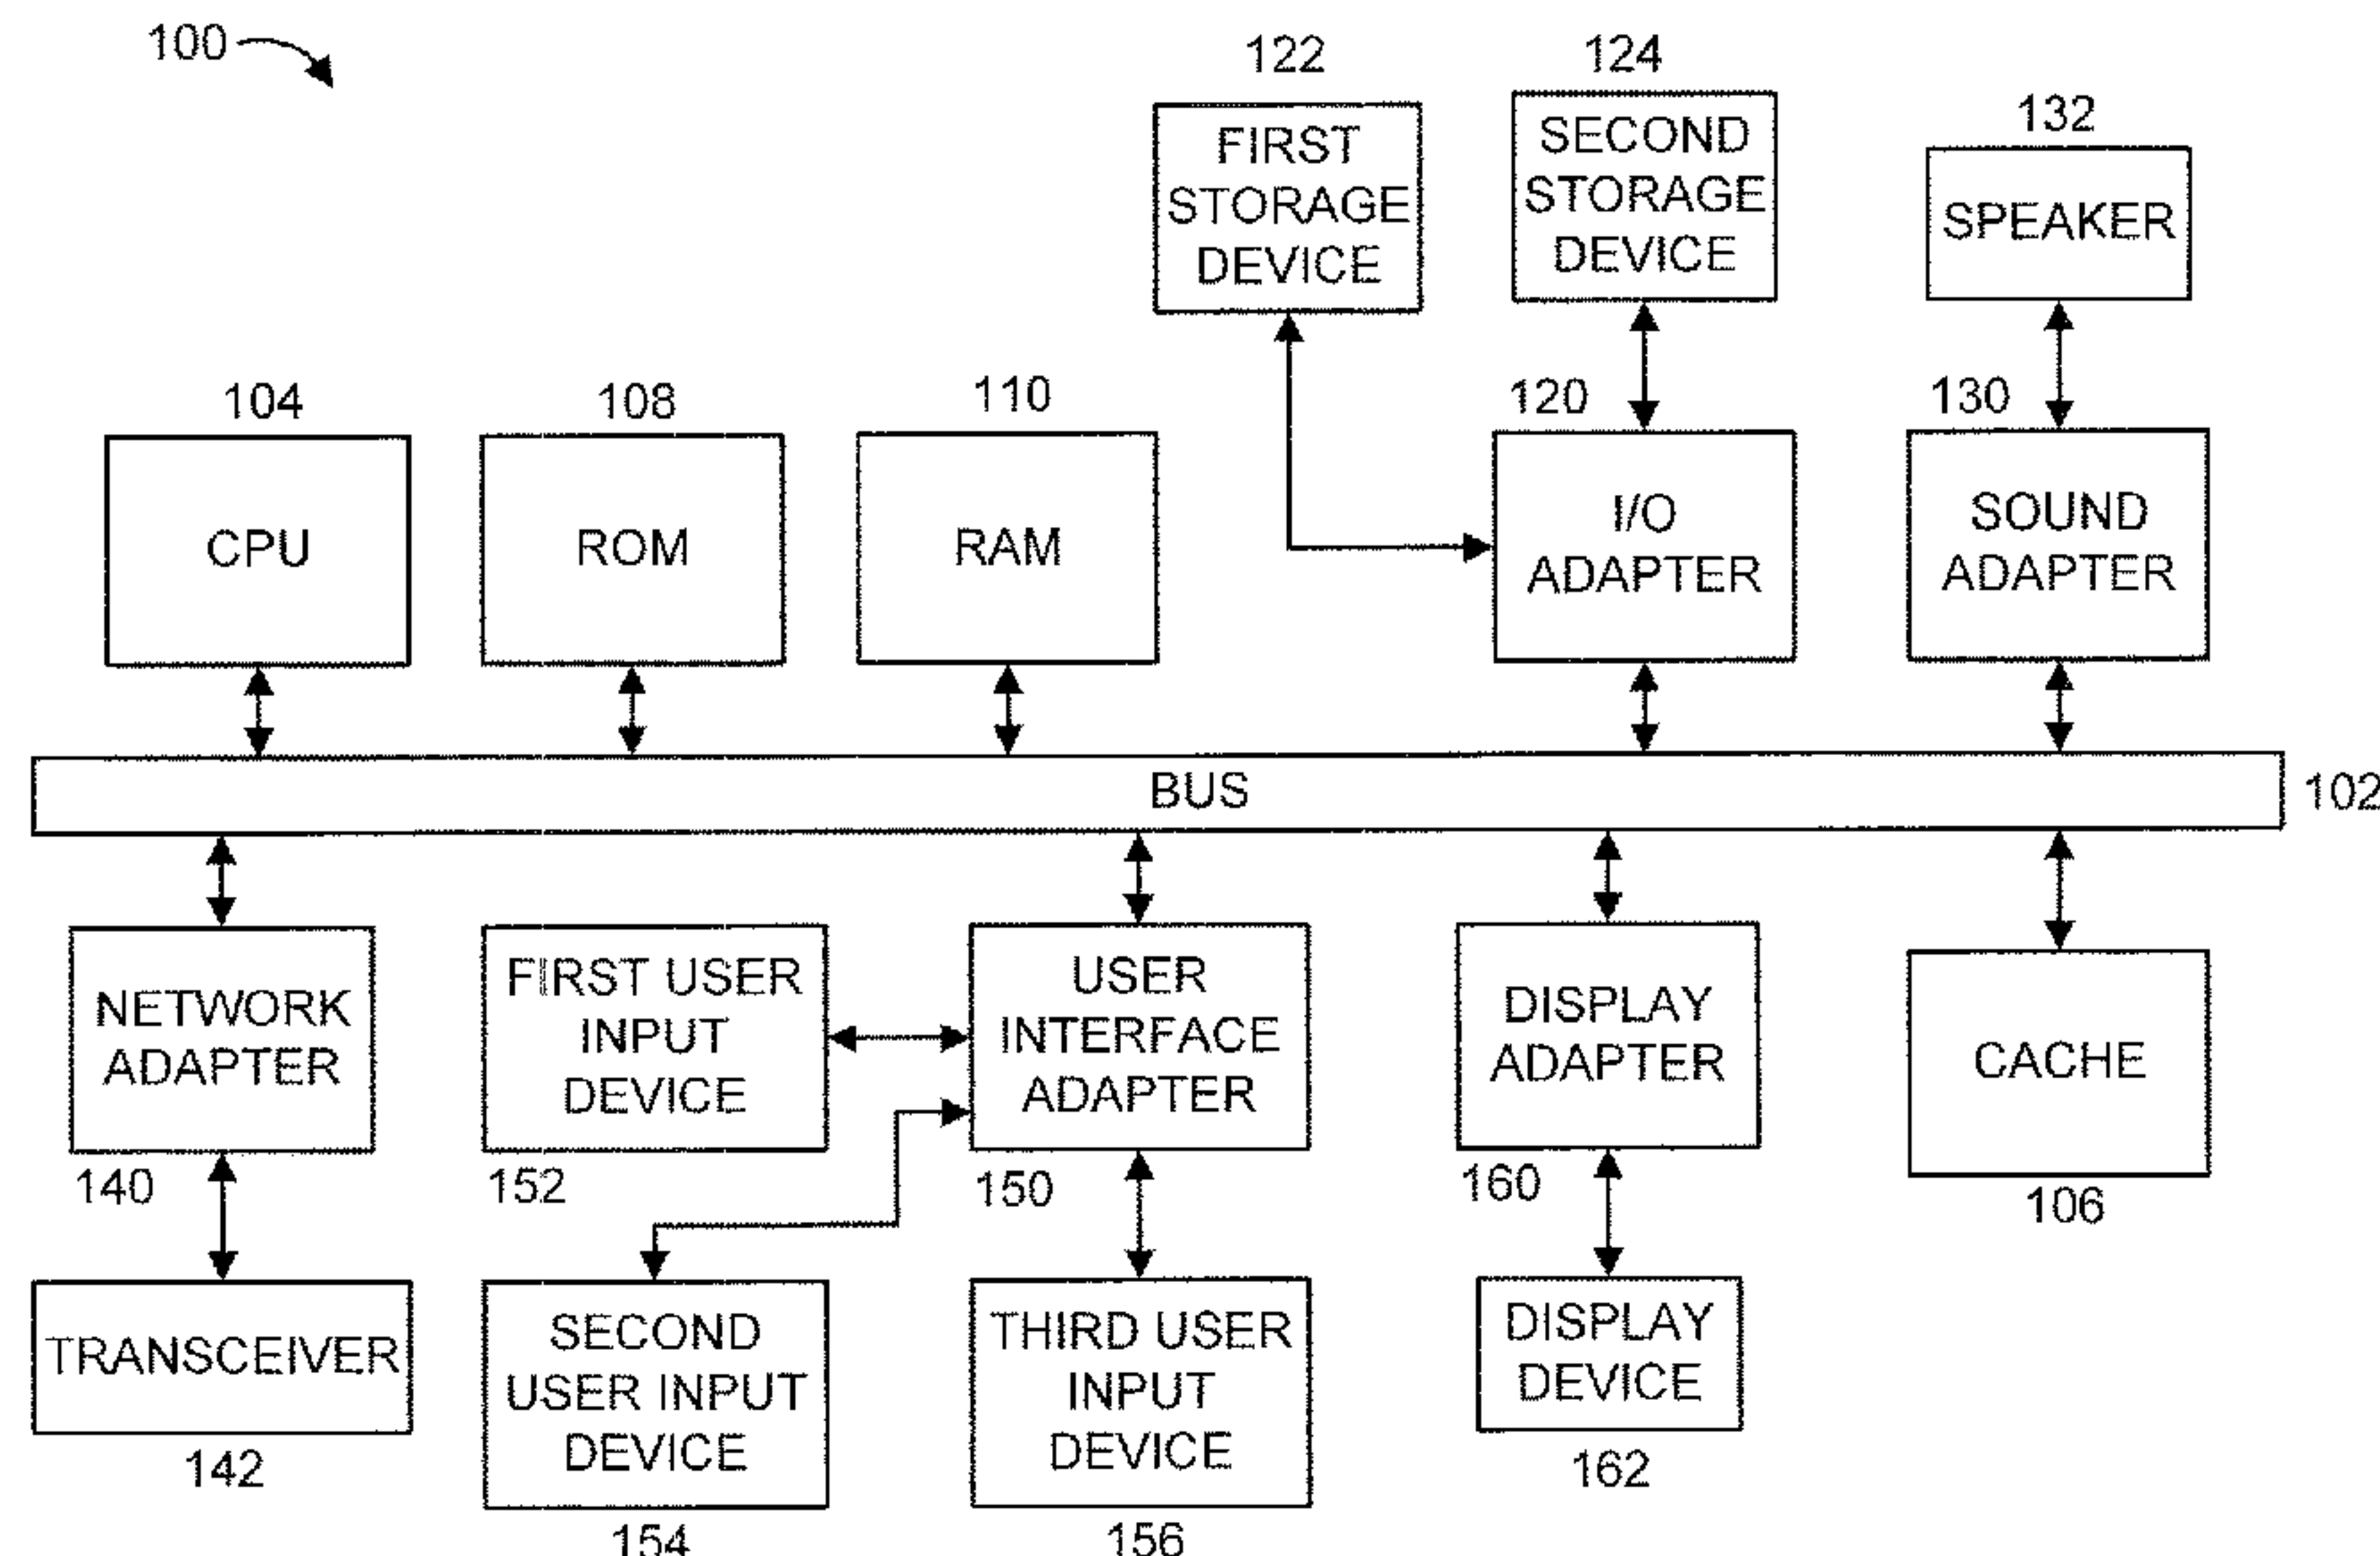 100
122
FIRST
STORAGE
DEVICE
124
SECOND
STORAGE
DEVICE
132
SPEAKER
104
CPU
108
ROM
110
RAM
120
I/O
ADAPTER
130
SOUND
ADAPTER
BUS
102
NETWORK
ADAPTER
140
FIRST USER
INPUT
DEVICE
152
USER
INTERFACE
ADAPTER
150
DISPLAY
ADAPTER
160
CACHE
106
TRANSCEIVER
142
SECOND
USER INPUT
DEVICE
154
THIRD USER
INPUT
DEVICE
156
DISPLAY
DEVICE
162